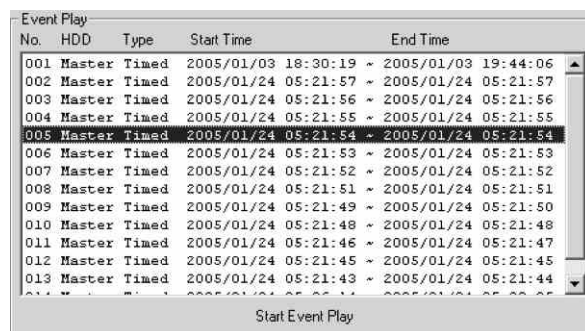 Event Play
No. HDD Type Start Time End Time
001 Master Timed 2005/01/03 18:30:19 ~ 2005/01/03 19:44:06
002 Master Timed 2005/01/24 05:21:57 ~ 2005/01/24 05:21:57
003 Master Timed 2005/01/24 05:21:56 ~ 2005/01/24 05:21:56
004 Master Timed 2005/01/24 05:21:55 ~ 2005/01/24 05:21:55
005 Master Timed 2005/01/24 05:21:54 ~ 2005/01/24 05:21:54
006 Master Timed 2005/01/24 05:21:53 ~ 2005/01/24 05:21:53
007 Master Timed 2005/01/24 05:21:52 ~ 2005/01/24 05:21:52
008 Master Timed 2005/01/24 05:21:51 ~ 2005/01/24 05:21:51
009 Master Timed 2005/01/24 05:21:49 ~ 2005/01/24 05:21:50
010 Master Timed 2005/01/24 05:21:48 ~ 2005/01/24 05:21:48
011 Master Timed 2005/01/24 05:21:46 ~ 2005/01/24 05:21:47
012 Master Timed 2005/01/24 05:21:45 ~ 2005/01/24 05:21:45
013 Master Timed 2005/01/24 05:21:43 ~ 2005/01/24 05:21:44
Start Event Play